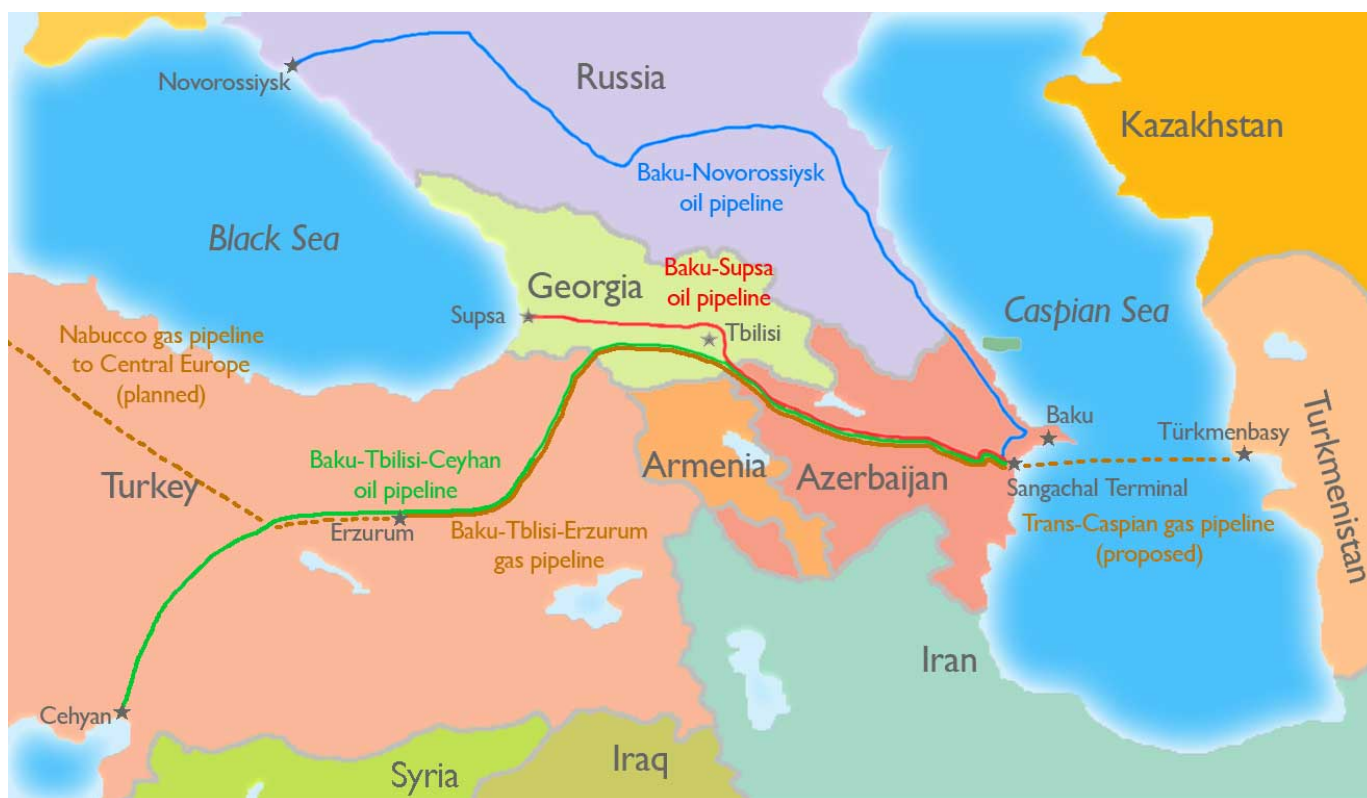 Novorossiysk
Russia
Kazakhstan
Baku-Novorossiysk
oil pipeline
Black Sea
Baku-Supsa
oil pipeline
Georgia
Caspian Sea
Supsa
Tbilisi
Nabucco gas pipeline
to Central Europe
(planned)
Baku
Türkmenbasy
Turkmenistan
Baku-Tbilisi-Ceyhan
oil pipeline
Armenia
Azerbaijan
Sangachal Terminal
Turkey
Erzurum
Baku-Tblisi-Erzurum
gas pipeline
Trans-Caspian gas pipeline
(proposed)
Iran
Cehyan
Syria
Iraq